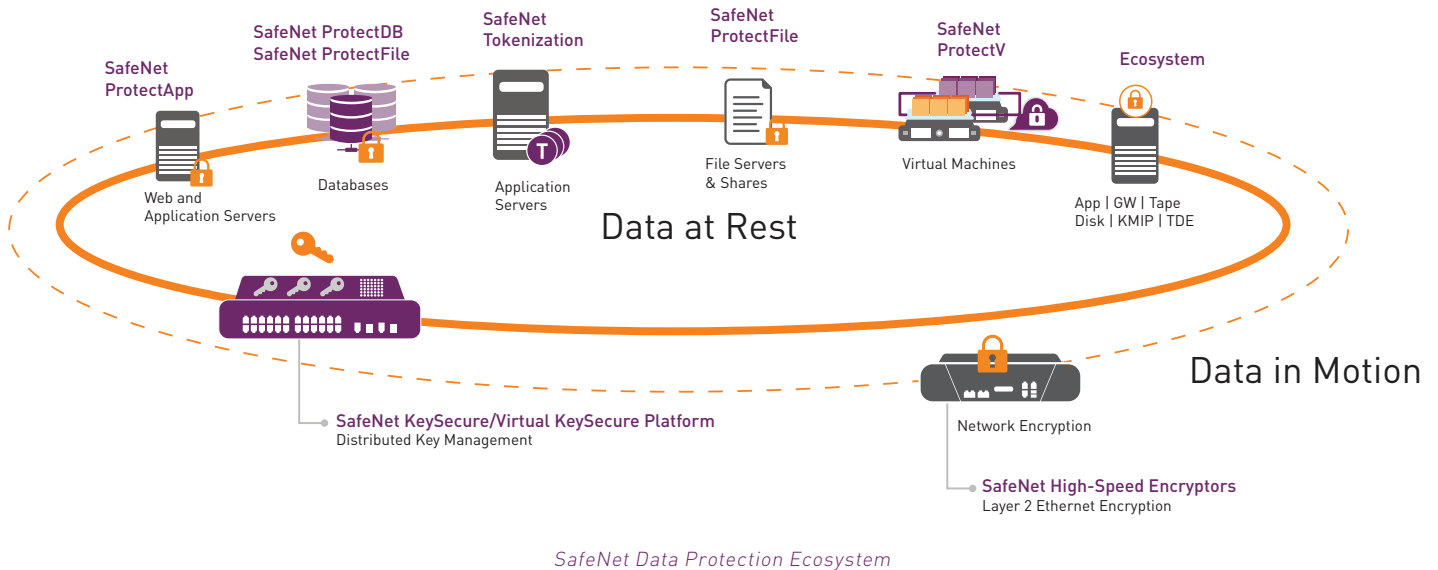 SafeNet
ProtectApp
Web and
Application Servers
SafeNet ProtectDB
SafeNet ProtectFile
Databases
SafeNet
Tokenization
T
Application
Servers
SafeNet
ProtectFile
File Servers
& Shares
SafeNet
ProtectV
Virtual Machines
Ecosystem
App | GW | Tape
Disk | KMIP | TDE
Data at Rest
Data in Motion
SafeNet KeySecure/Virtual KeySecure Platform
Distributed Key Management
Network Encryption
SafeNet High-Speed Encryptors
Layer 2 Ethernet Encryption
SafeNet Data Protection Ecosystem